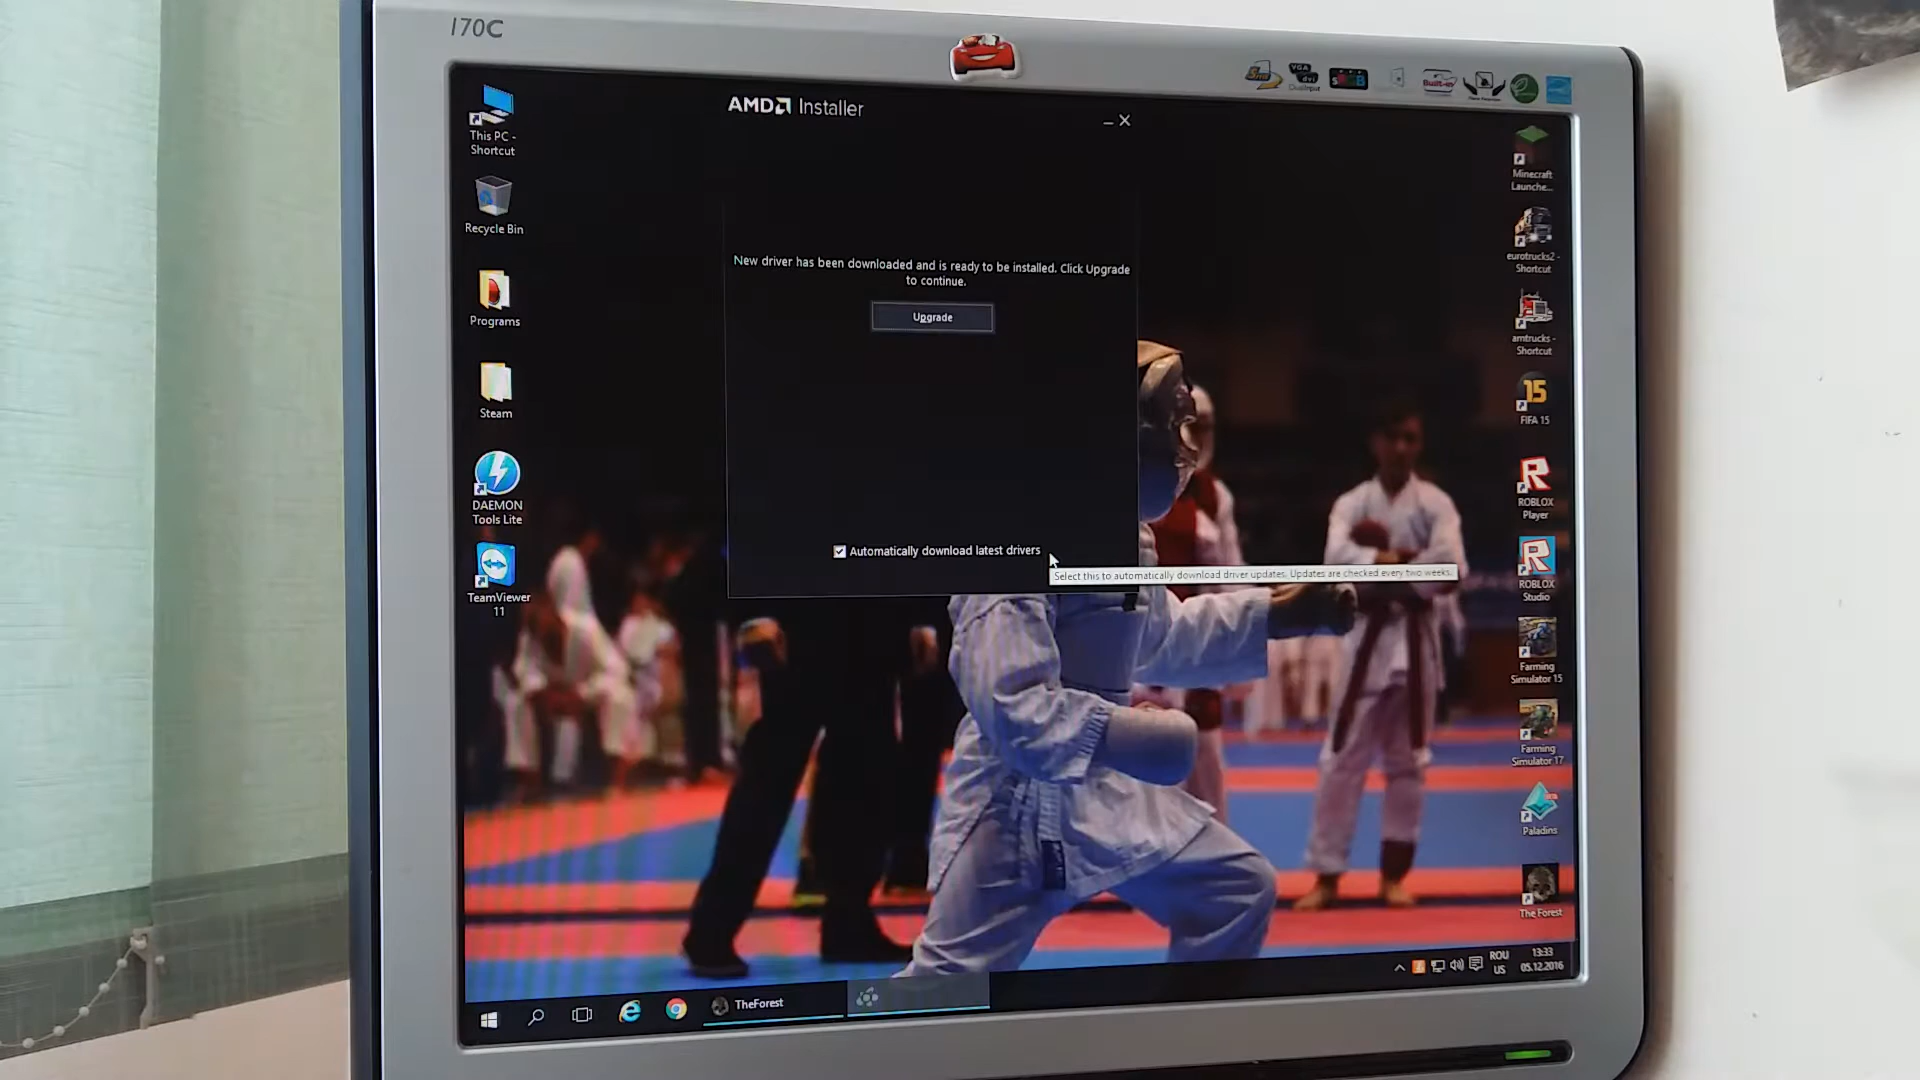 170C
VGA
dvi
This PC -
Shortcut
Recycle Bin
Programs
Steam
DAEMON
Tools Lite
TeamViewer
11
AMD Installer
New driver has been downloaded and is ready to be installed. Click Upgrade
to continue.
Upgrade
Automatically download latest drivers
Select this to automatically download driver updates. Updates are checked every two weeks.
Minecraft
Launche...
eurotrucks2 -
Shortcut
amtrucks -
Shortcut
15
FIFA 15
ROBLOX
Player
ROBLOX
Studio
Farming
Simulator 15
Farming
Simulator 17
Paladins
The Forest
TheForest
ROU
US
13:33
05.12.2016